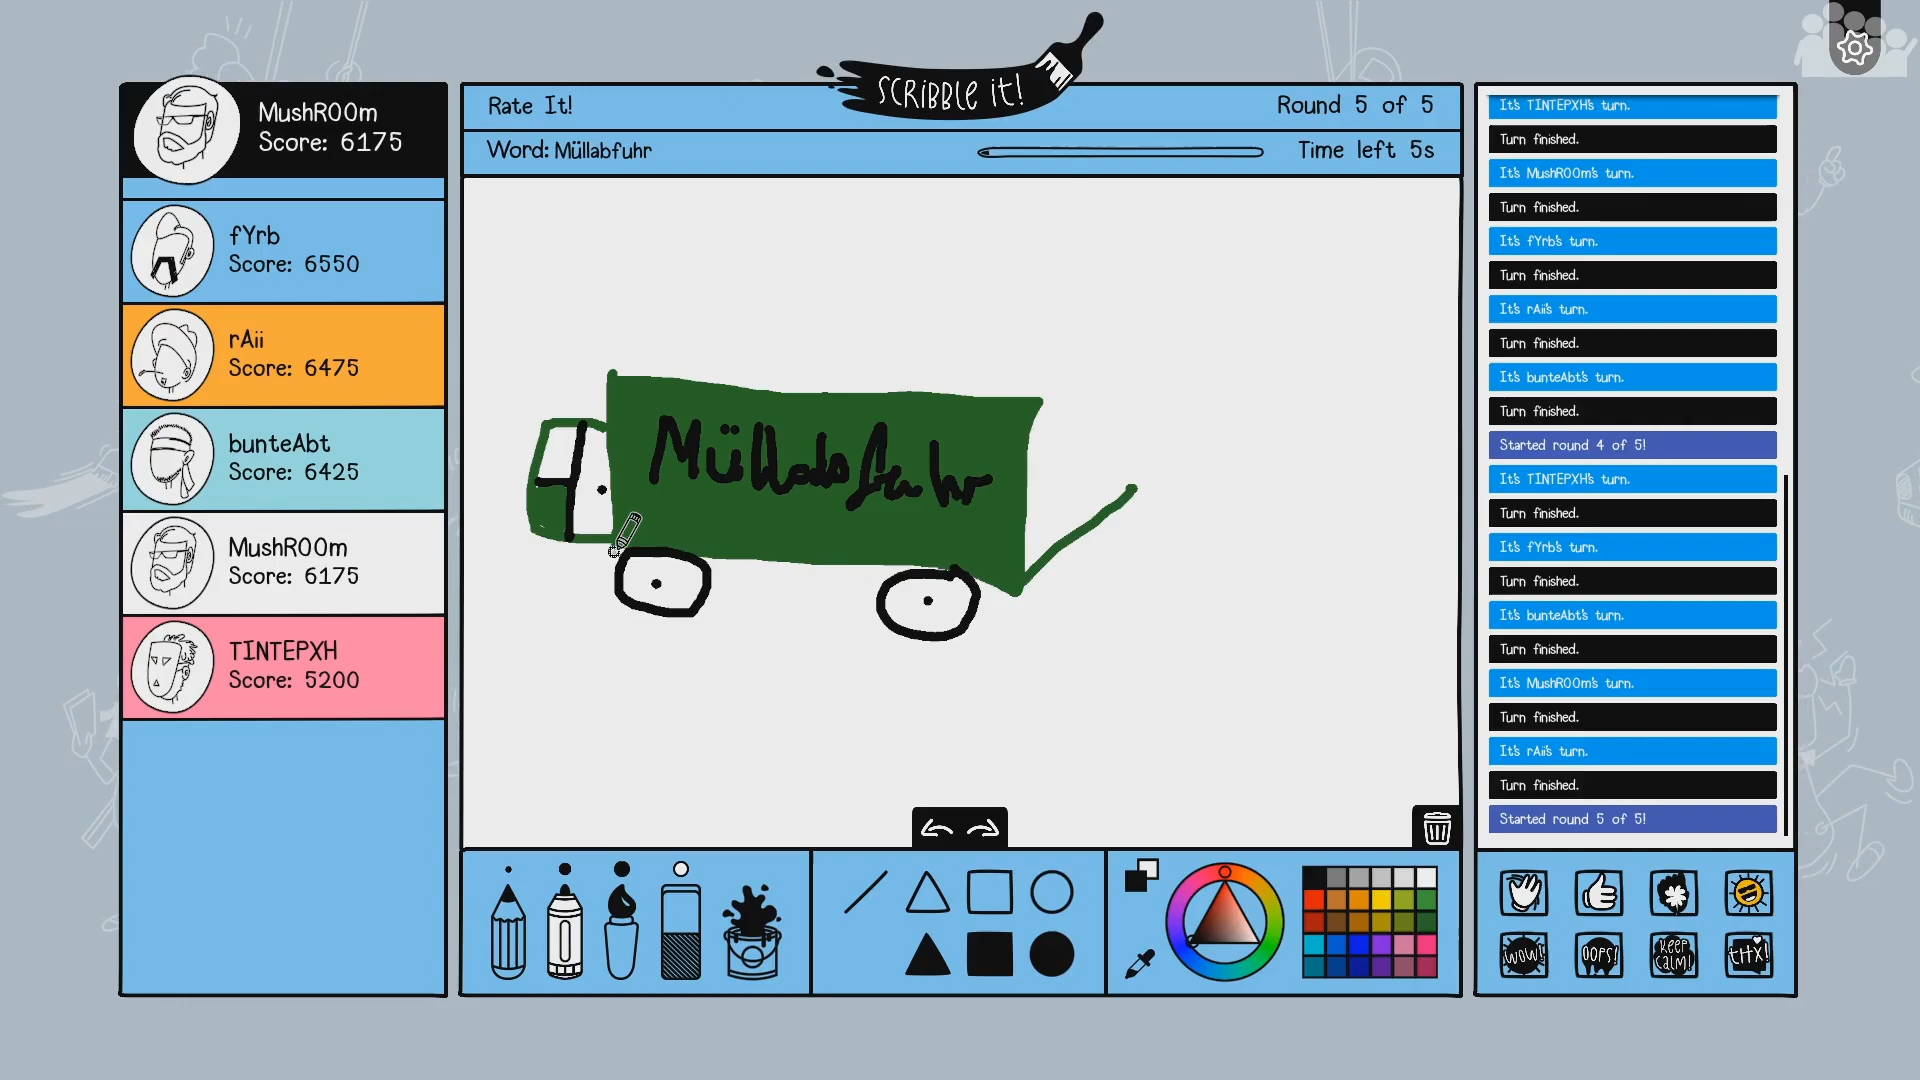 SCRIBBLE IT!
MushR00m
Score: 6175
fYrb
Score: 6550
rAii
Score: 6475
bunteAbt
Score: 6425
MushR00m
Score: 6175
TINTEPXH
Score: 5200
Rate It!
Round 5 of 5
Word: Müllabfuhr
Time left 5s
Müllabfuhr
It's TINTEPXH's turn.
Turn finished.
It's MushR00m's turn.
Turn finished.
It's fYrb's turn.
Turn finished.
It's rAii's turn.
Turn finished.
It's bunteAbt's turn.
Turn finished.
Started round 4 of 5!
It's TINTEPXH's turn.
Turn finished.
It's fYrb's turn.
Turn finished.
It's bunteAbt's turn.
Turn finished.
It's MushR00m's turn.
Turn finished.
It's rAii's turn.
Turn finished.
Started round 5 of 5!
WOW!
OOPS!
KEEP
CALM!
tHX!